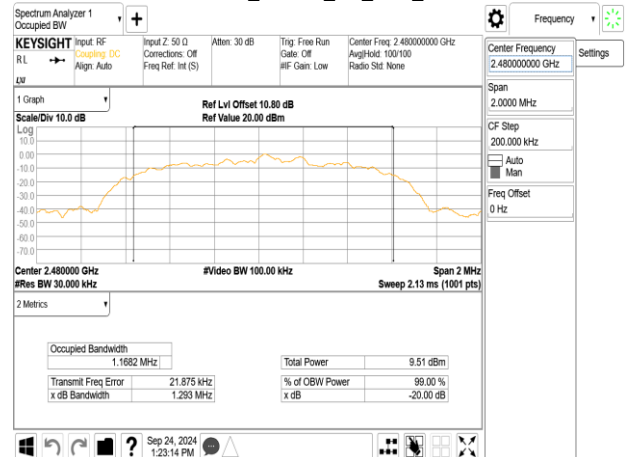 Spectrum Analyzer 1
Occupied BW
Frequency
KEYSIGHT
R L
LXI
Input: RF
Coupling: DC
Align: Auto
Input Z: 50 Ω
Corrections: Off
Freq Ref: Int (S)
Atten: 30 dB
Trig: Free Run
Gate: Off
#IF Gain: Low
Center Freq: 2.480000000 GHz
Avg|Hold: 100/100
Radio Std: None
Center Frequency
2.480000000 GHz
Settings
Span
2.0000 MHz
CF Step
200.000 kHz
Auto
Man
Freq Offset
0 Hz
1 Graph
Scale/Div 10.0 dB
Ref Lvl Offset 10.80 dB
Ref Value 20.00 dBm
Log
10.0
0.00
-10.0
-20.0
-30.0
-40.0
-50.0
-60.0
-70.0
Center 2.480000 GHz
#Res BW 30.000 kHz
#Video BW 100.00 kHz
Span 2 MHz
Sweep 2.13 ms (1001 pts)
2 Metrics
Occupied Bandwidth
1.1682 MHz
Transmit Freq Error 21.875 kHz
x dB Bandwidth 1.293 MHz
Total Power 9.51 dBm
% of OBW Power 99.00 %
x dB -20.00 dB
?
Sep 24, 2024
1:23:14 PM